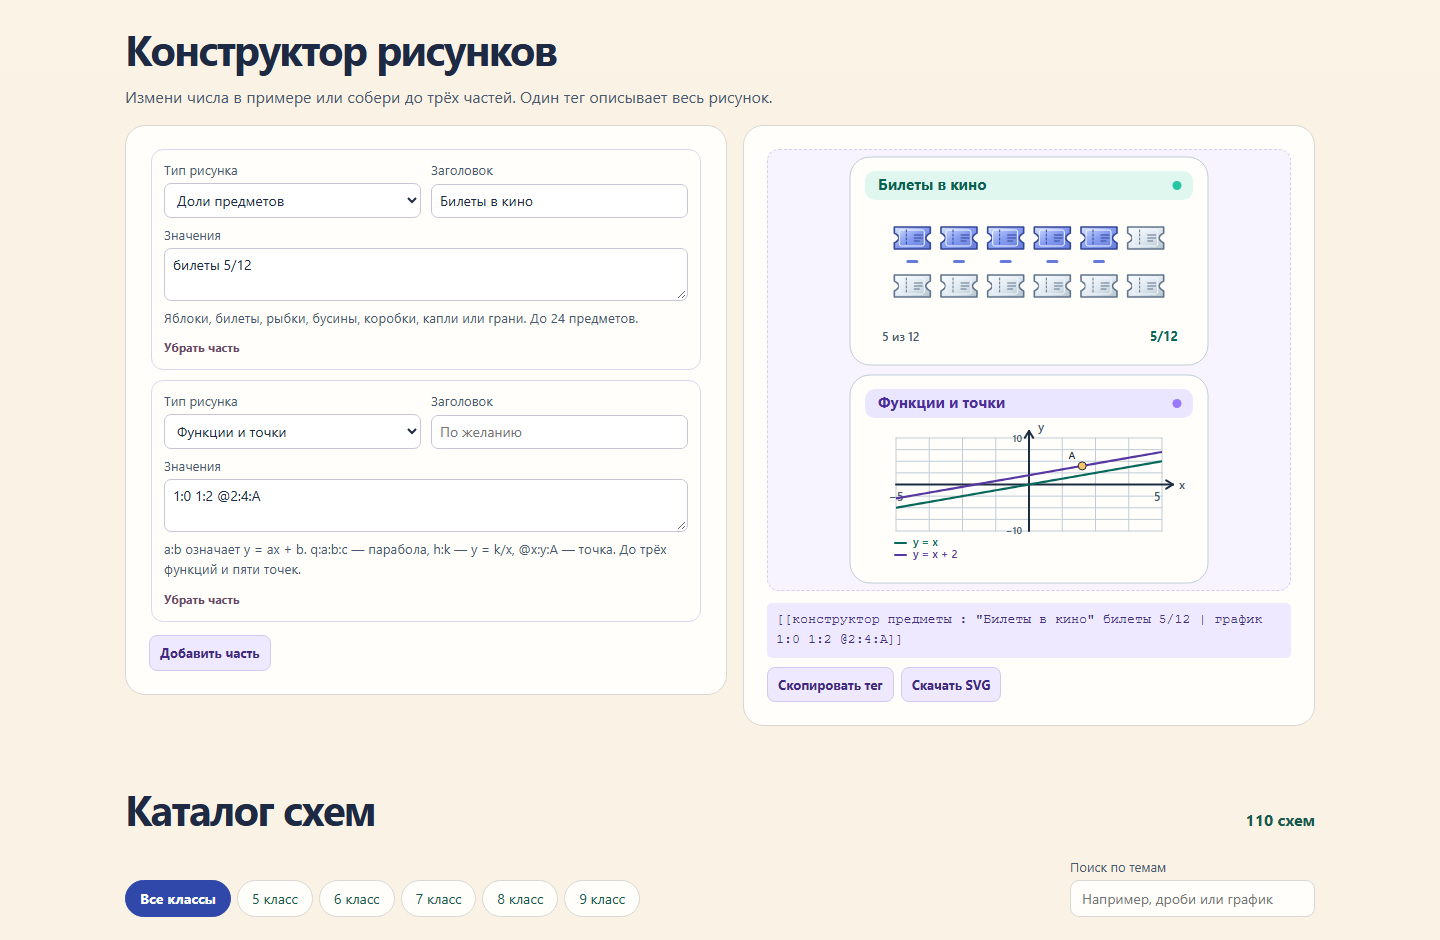 Конструктор рисунков
Измени числа в примере или собери до трёх частей. Один тег описывает весь рисунок.
Тип рисунка
Заголовок
Доли предметов
Билеты в кино
Значения
билеты 5/12
Яблоки, билеты, рыбки, бусины, коробки, капли или грани. До 24 предметов.
Убрать часть
Тип рисунка
Заголовок
Функции и точки
По желанию
Значения
1:0 1:2 @2:4:A
a:b означает y = ax + b. q:a:b:c — парабола, h:k — y = k/x, @x:y:A — точка. До трёх
функций и пяти точек.
Убрать часть
Добавить часть
Билеты в кино
5 из 12
5/12
Функции и точки
10
y
A
x
−5
5
−10
y = x
y = x + 2
[[конструктор предметы : "Билеты в кино" билеты 5/12 | график
1:0 1:2 @2:4:A]]
Скопировать тег
Скачать SVG
Каталог схем
110 схем
Поиск по темам
Все классы
5 класс
6 класс
7 класс
8 класс
9 класс
Например, дроби или график